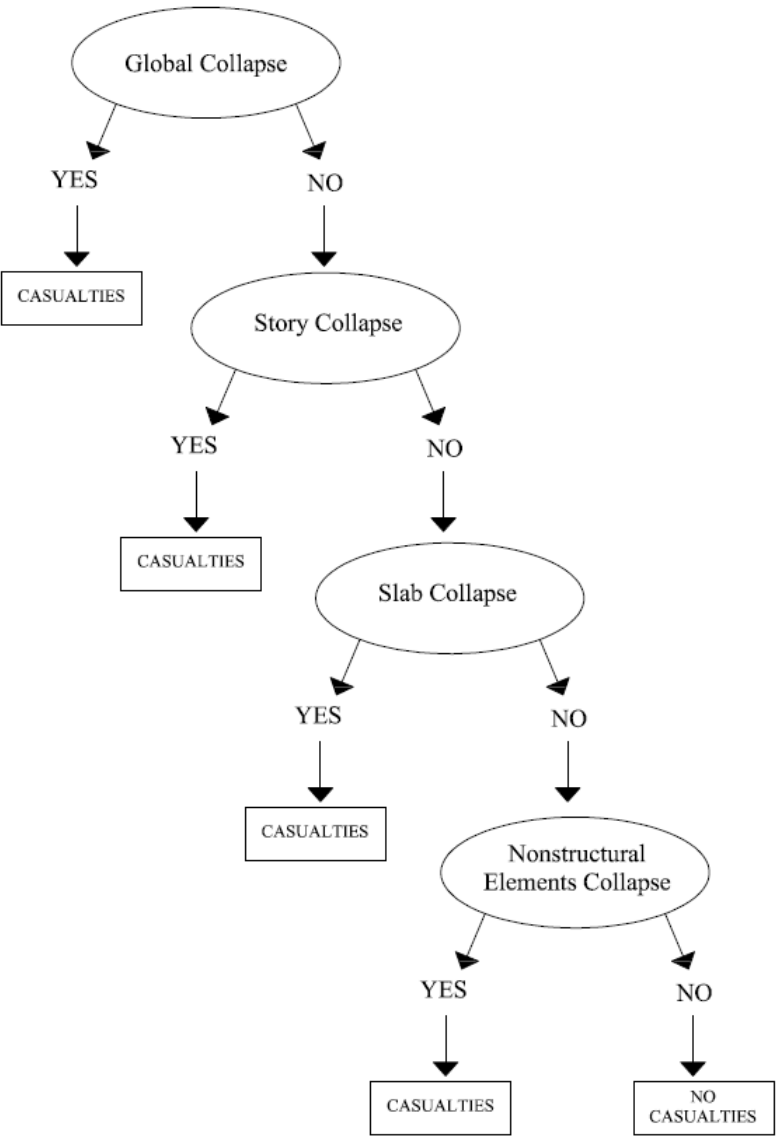 Global Collapse
YES
NO
CASUALTIES
Story Collapse
YES
NO
CASUALTIES
Slab Collapse
YES
NO
CASUALTIES
Nonstructural
Elements Collapse
YES
NO
CASUALTIES
NO
CASUALTIES